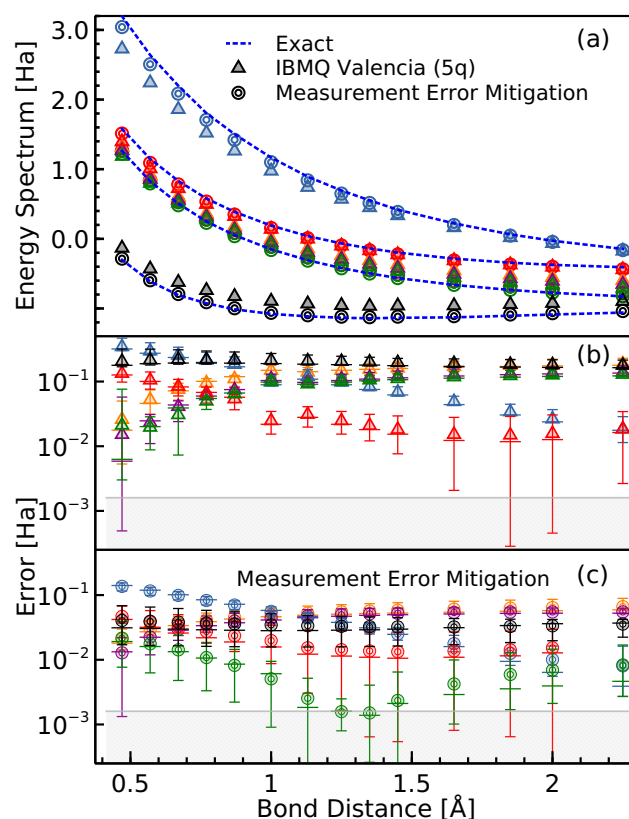 (a)
Exact
IBMQ Valencia (5q)
Measurement Error Mitigation
3.0
2.0
1.0
0.0
Energy Spectrum [Ha]
(b)
10⁻¹
10⁻²
10⁻³
Error [Ha]
Measurement Error Mitigation (c)
10⁻¹
10⁻²
10⁻³
0.5 1 1.5 2
Bond Distance [Å]